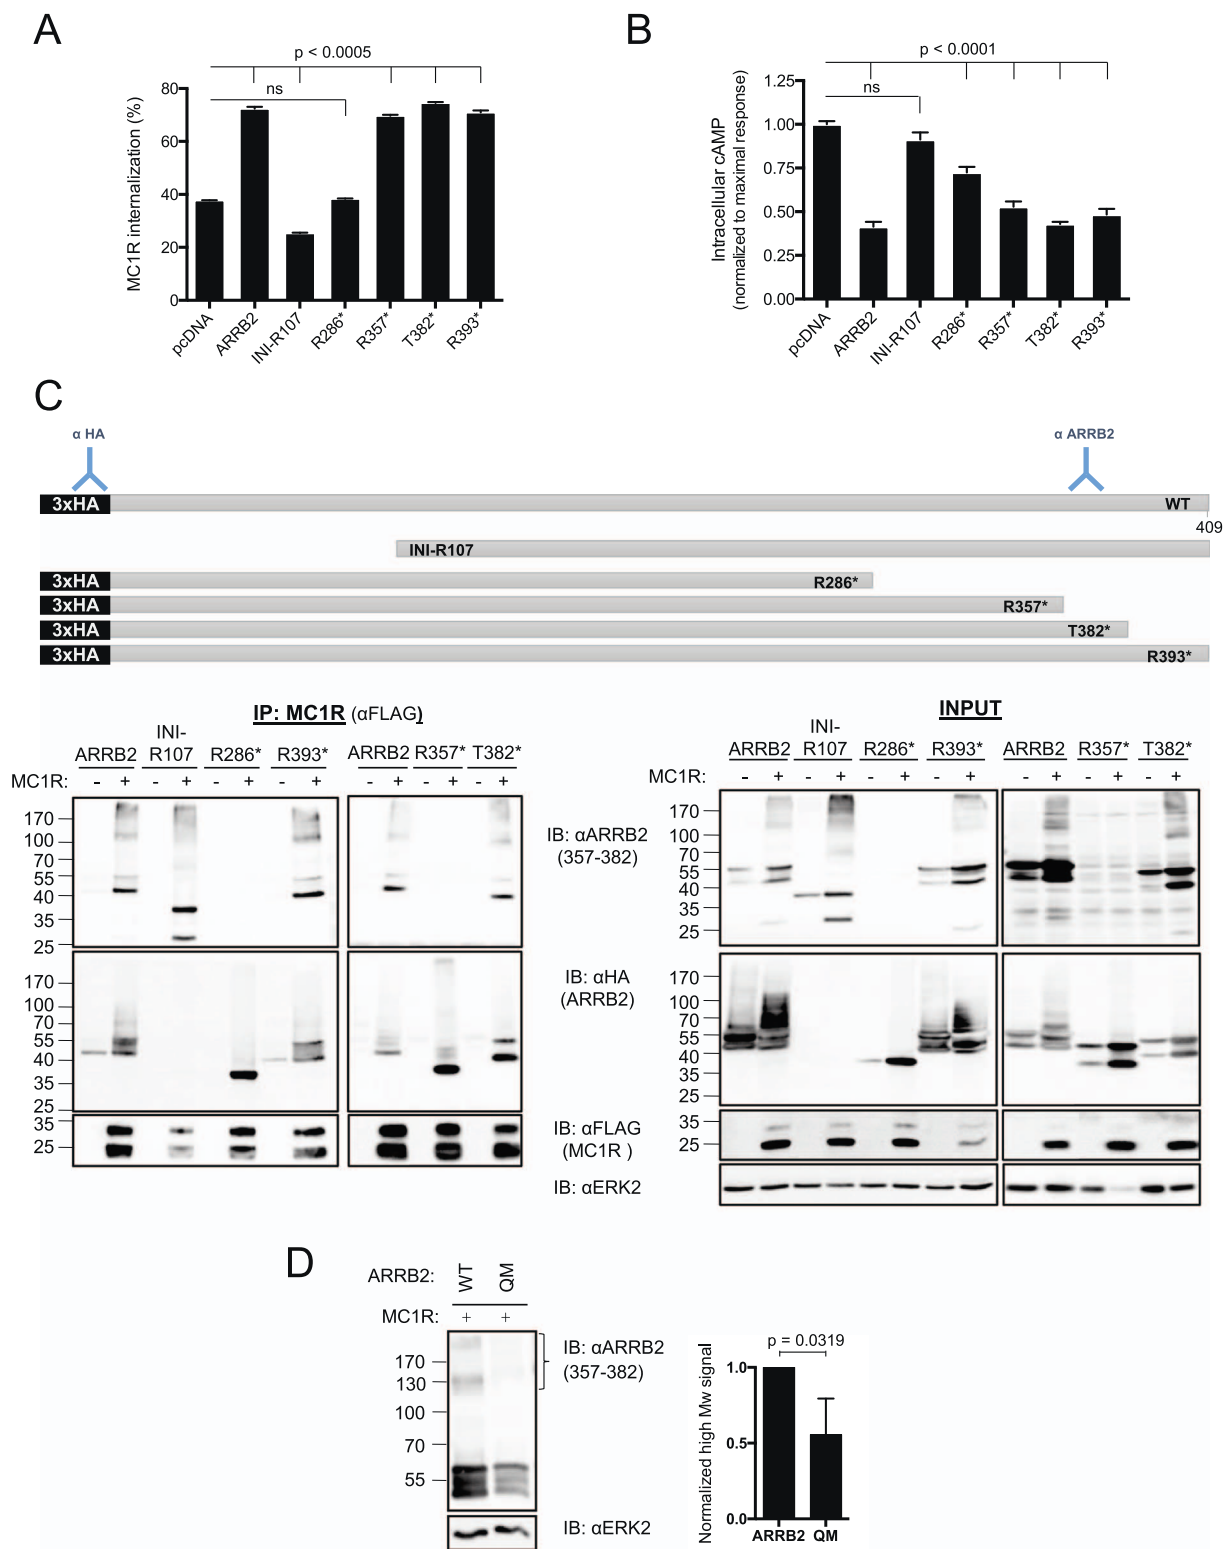 A
p < 0.0005
ns
MC1R internalization (%)
80
60
40
20
0
pcDNA
ARRB2
INI-R107
R286*
R357*
T382*
R393*
B
p < 0.0001
ns
Intracellular cAMP
(normalized to maximal response)
1.25
1.00
0.75
0.50
0.25
0.00
pcDNA
ARRB2
INI-R107
R286*
R357*
T382*
R393*
C
α HA
α ARRB2
3xHA WT
409
INI-R107
3xHA R286*
3xHA R357*
3xHA T382*
3xHA R393*
IP: MC1R (αFLAG)
INI-
ARRB2 R107 R286* R393* ARRB2 R357* T382*
MC1R: - + - + - + - + - + - + - +
170
100
70
55
40
35
25
170
100
70
55
40
35
25
35
25
IB: αARRB2
(357-382)
IB: αHA
(ARRB2)
IB: αFLAG
(MC1R )
IB: αERK2
INPUT
INI-
ARRB2 R107 R286* R393* ARRB2 R357* T382*
MC1R: - + - + - + - + - + - + - +
170
100
70
55
40
35
25
170
100
70
55
40
35
25
35
25
D
ARRB2: WT QM
MC1R: + +
170
130
100
70
55
IB: αARRB2
(357-382)
IB: αERK2
p = 0.0319
Normalized high Mw signal
1.0
0.5
0.0
ARRB2 QM